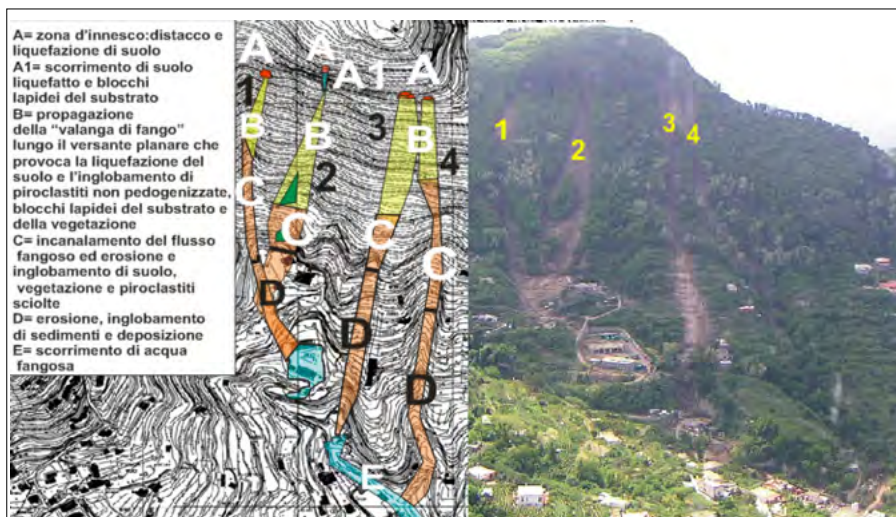 A= zona d'innesco:distacco e
liquefazione di suolo
A1= scorrimento di suolo
liquefatto e blocchi
lapidei del substrato
B= propagazione
della "valanga di fango"
lungo il versante planare che
provoca la liquefazione del
suolo e l'inglobamento di
piroclastiti non pedogenizzate,
blocchi lapidei del substrato e
della vegetazione
C= incanalamento del flusso
fangoso ed erosione e
inglobamento di suolo,
vegetazione e piroclastiti
sciolte
D= erosione, inglobamento
di sedimenti e deposizione
E= scorrimento di acqua
fangosa
A
A
A1
A
1
B
B
3
B
4
C
2
C
C
C
D
D
D
E
1
2
3
4